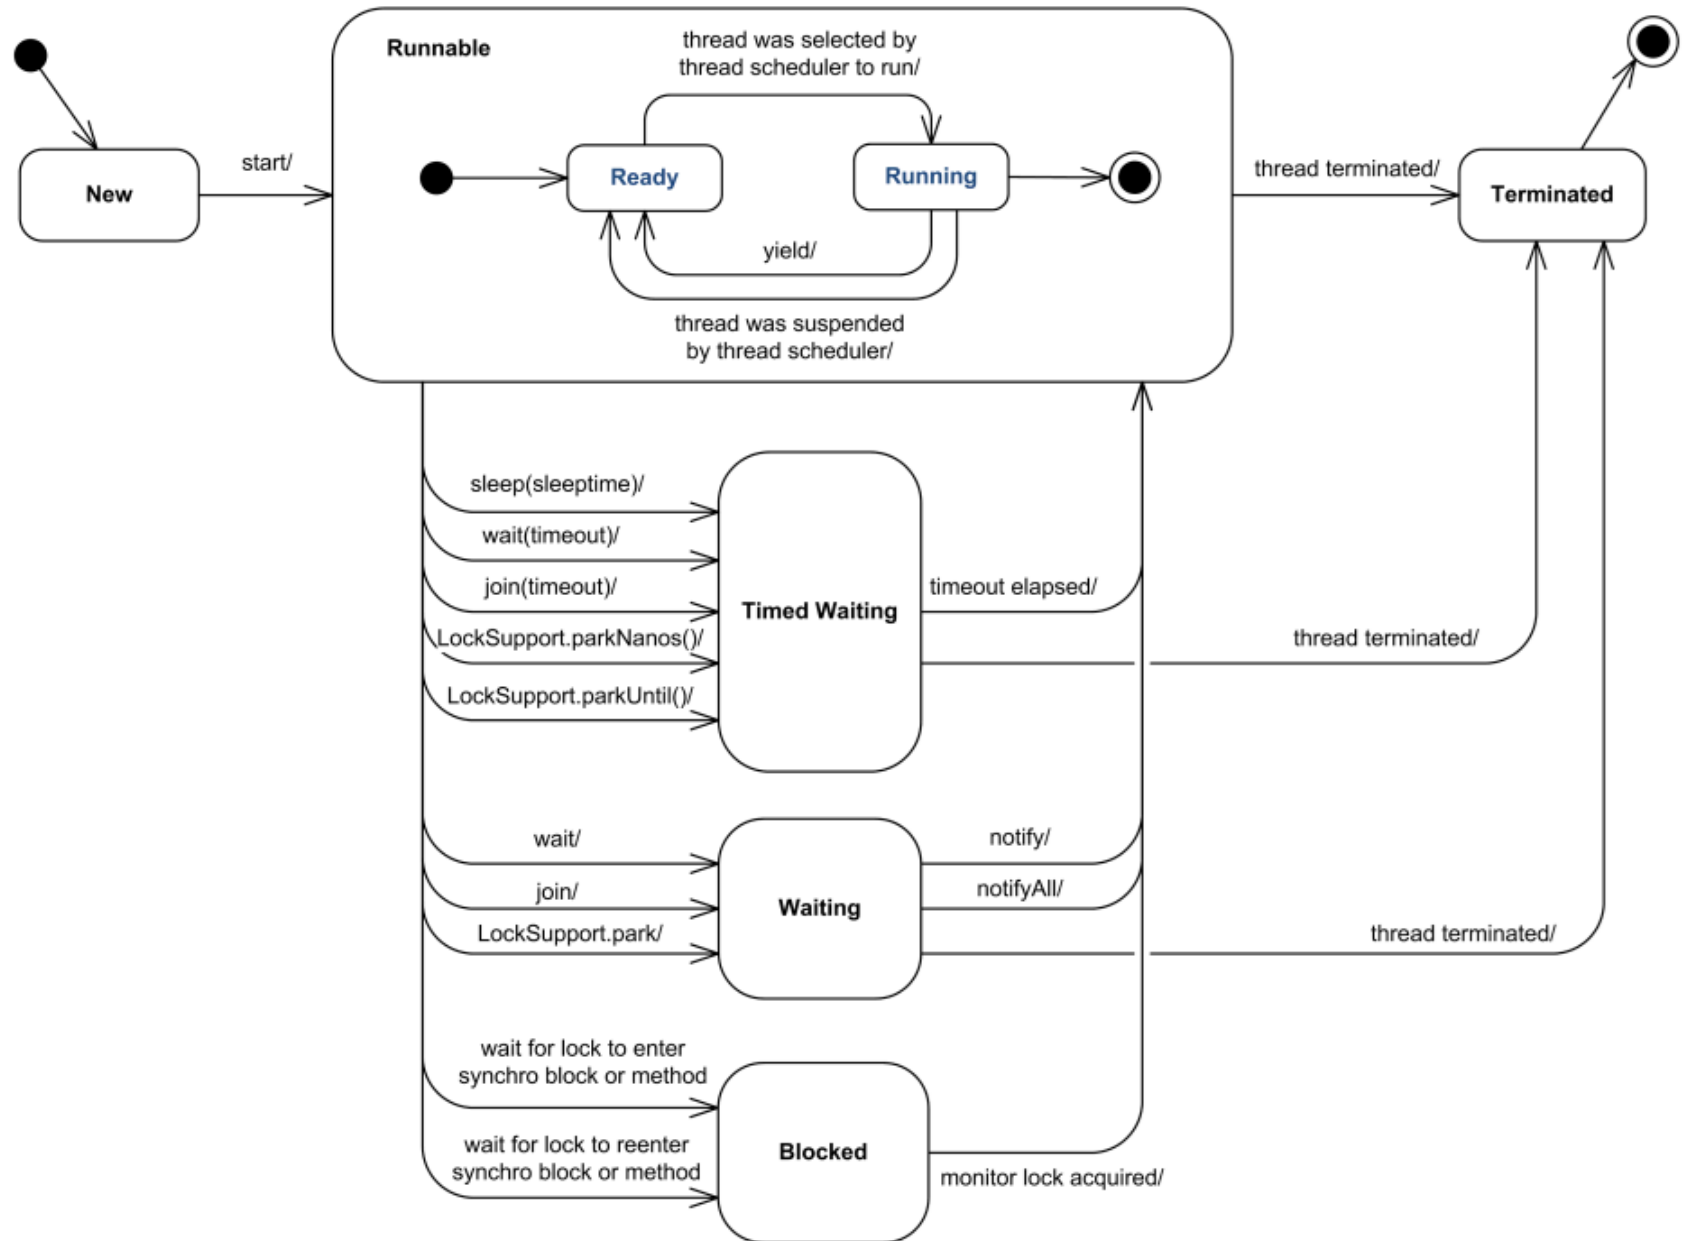 Runnable
thread was selected by
thread scheduler to run/
New
start/
Ready
Running
yield/
thread was suspended
by thread scheduler/
thread terminated/
Terminated
sleep(sleeptime)/
wait(timeout)/
join(timeout)/
LockSupport.parkNanos()/
LockSupport.parkUntil()/
Timed Waiting
timeout elapsed/
thread terminated/
wait/
join/
LockSupport.park/
Waiting
notify/
notifyAll/
thread terminated/
wait for lock to enter
synchro block or method
wait for lock to reenter
synchro block or method
Blocked
monitor lock acquired/